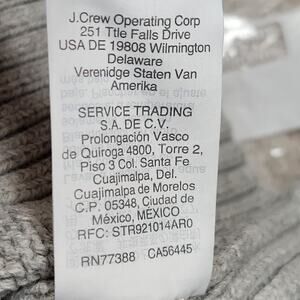 J.Crew Operating Corp
251 Ttle Falls Drive
USA DE 19808 Wilmington
Delaware
Verenidge Staten Van
Amerika
SERVICE TRADING
S.A. DE C.V.
Prolongación Vasco
de Quiroga 4800, Torre 2,
Piso 3 Col. Santa Fe
Cuajimalpa, Del.
Cuajimalpa de Morelos
C.P. 05348, Ciudad de
México, MÉXICO
RFC: STR921014AR0
RN77388 CA56445